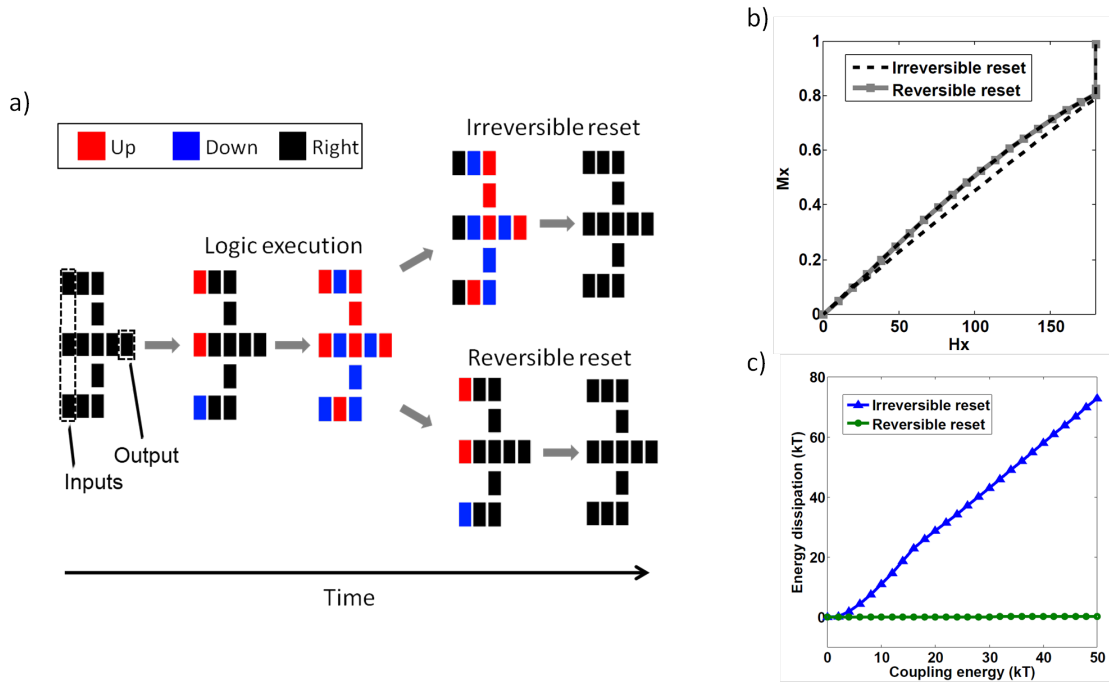 a)
Up Down Right
Logic execution
Irreversible reset
Reversible reset
Inputs
Output
Time
b)
Mx
1
0.8
0.6
0.4
0.2
0
Irreversible reset
Reversible reset
0 50 100 150
Hx
c)
Energy dissipation (kT)
80
60
40
20
0
Irreversible reset
Reversible reset
0 10 20 30 40 50
Coupling energy (kT)